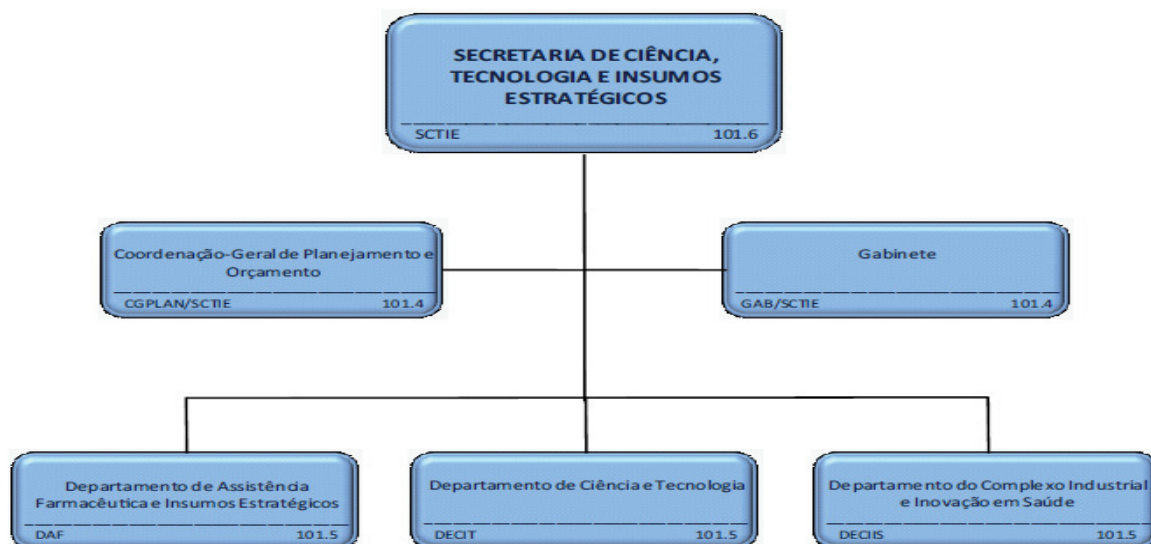 SECRETARIA DE CIÊNCIA,
TECNOLOGIA E INSUMOS
ESTRATÉGICOS
SCTIE 101.6
Coordenação-Geral de Planejamento e
Orçamento
CGPLAN/SCTIE 101.4
Gabinete
GAB/SCTIE 101.4
Departamento de Assistência
Farmacêutica e Insumos Estratégicos
DAF 101.5
Departamento de Ciência e Tecnologia
DECIT 101.5
Departamento do Complexo Industrial
e Inovação em Saúde
DECIIS 101.5